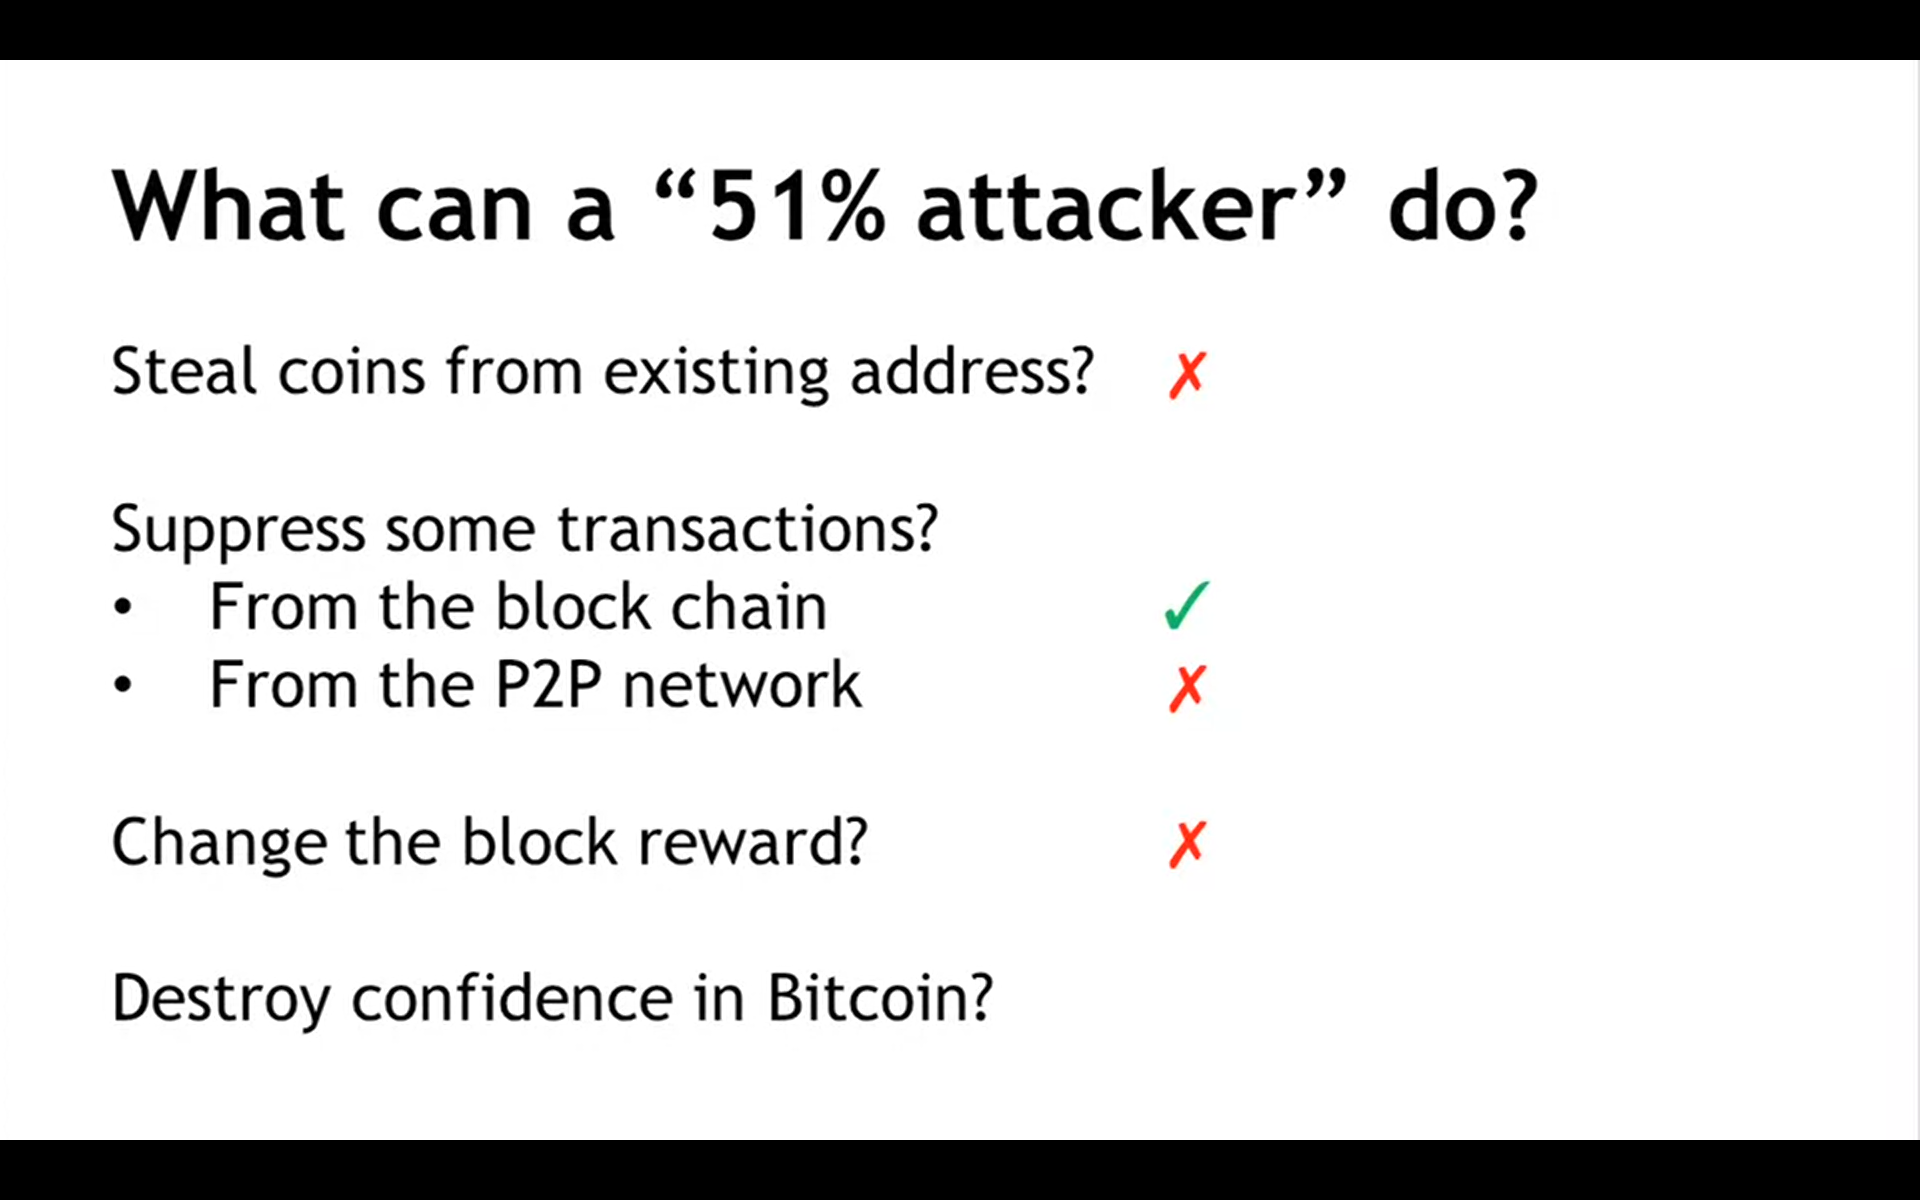 What can a “51% attacker” do?
Steal coins from existing address? ✗
Suppress some transactions?
• From the block chain ✓
• From the P2P network ✗
Change the block reward? ✗
Destroy confidence in Bitcoin?